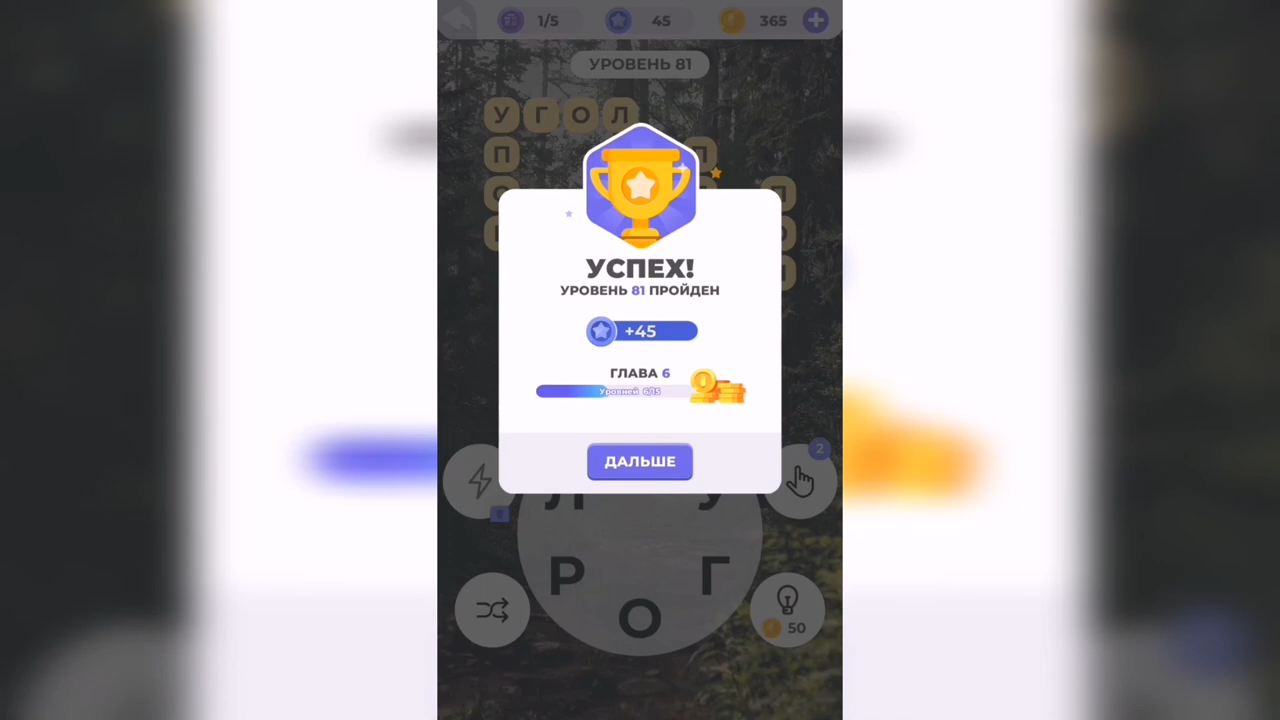 1/5 45 365
УРОВЕНЬ 81
УГОЛ
П
П
П
УСПЕХ!
УРОВЕНЬ 81 ПРОЙДЕН
+45
ГЛАВА 6
Уровней 6/15
2
ДАЛЬШЕ
Л У
Р Г
О
50